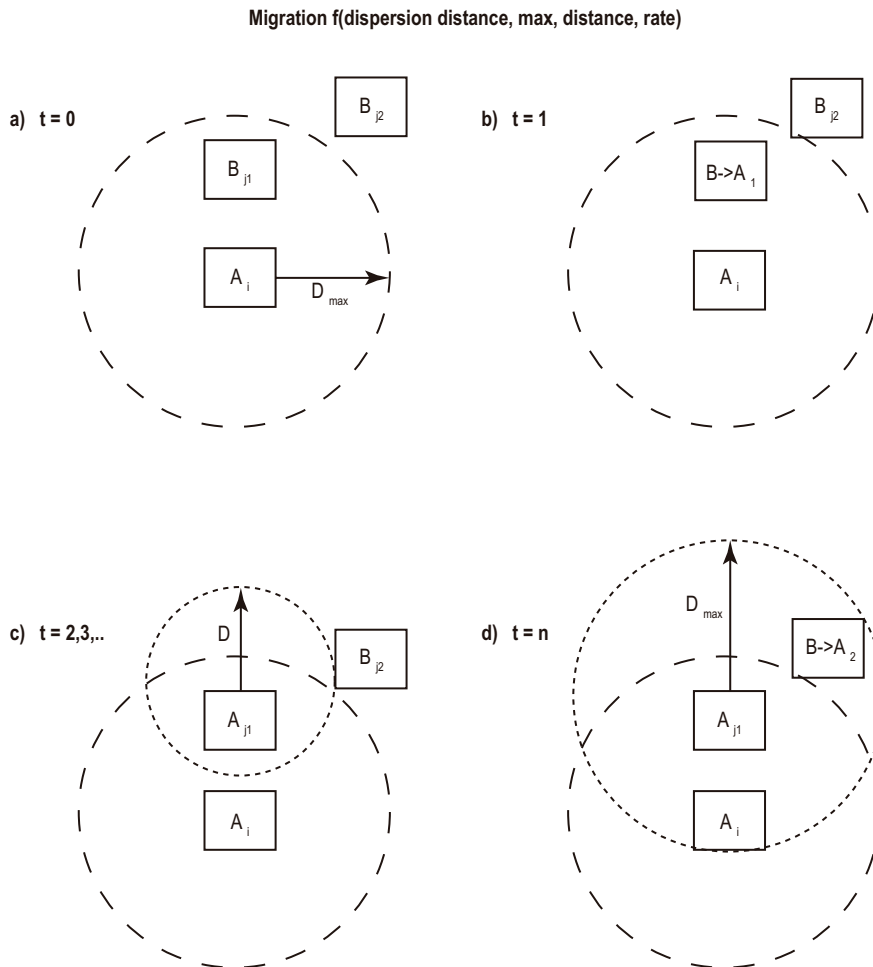 Migration f(dispersion distance, max, distance, rate)
a) t = 0
B j2
B j1
A i
D max
b) t = 1
B j2
B->A 1
A i
c) t = 2,3,..
D
B j2
A j1
A i
d) t = n
D max
B->A 2
A j1
A i